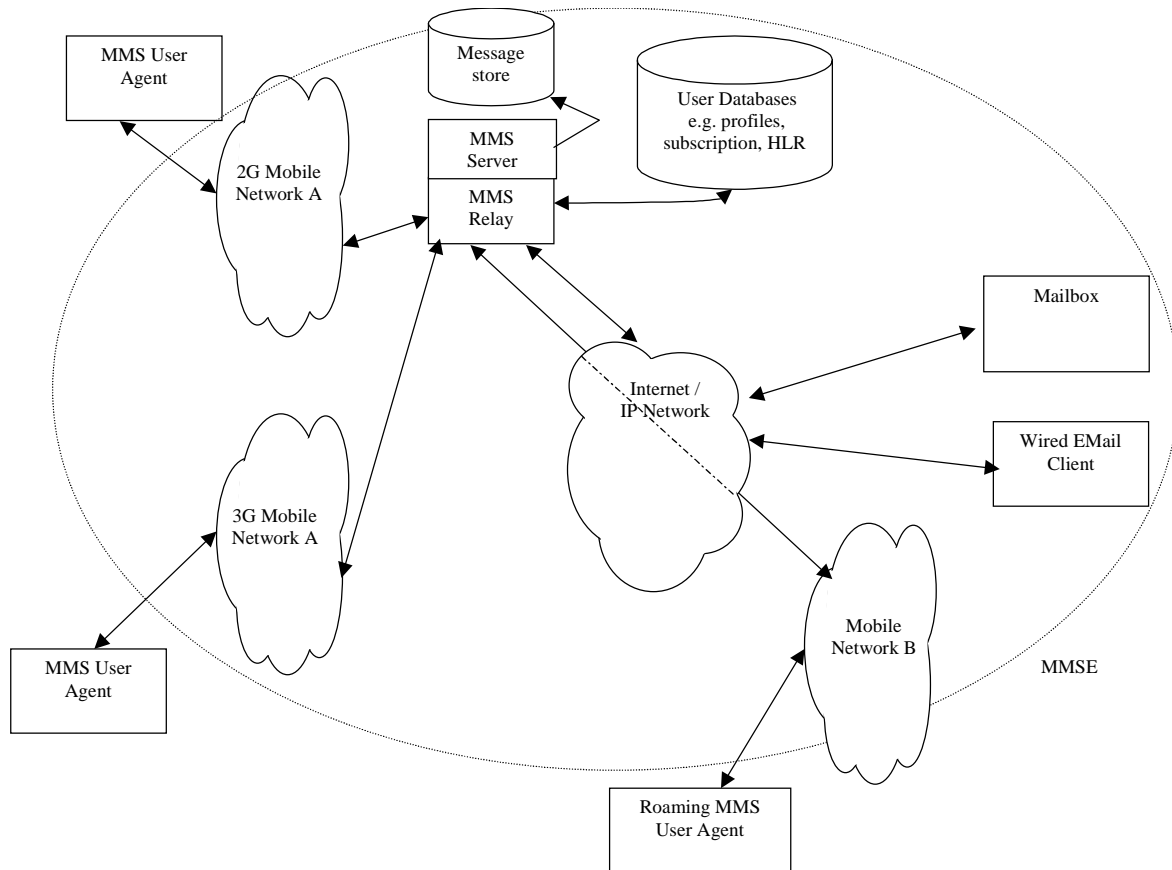 MMS User
Agent
Message
store
User Databases
e.g. profiles,
subscription, HLR
MMS
Server
2G Mobile
Network A
MMS
Relay
Mailbox
Internet /
IP Network
Wired EMail
Client
3G Mobile
Network A
Mobile
Network B
MMS User
Agent
MMSE
Roaming MMS
User Agent